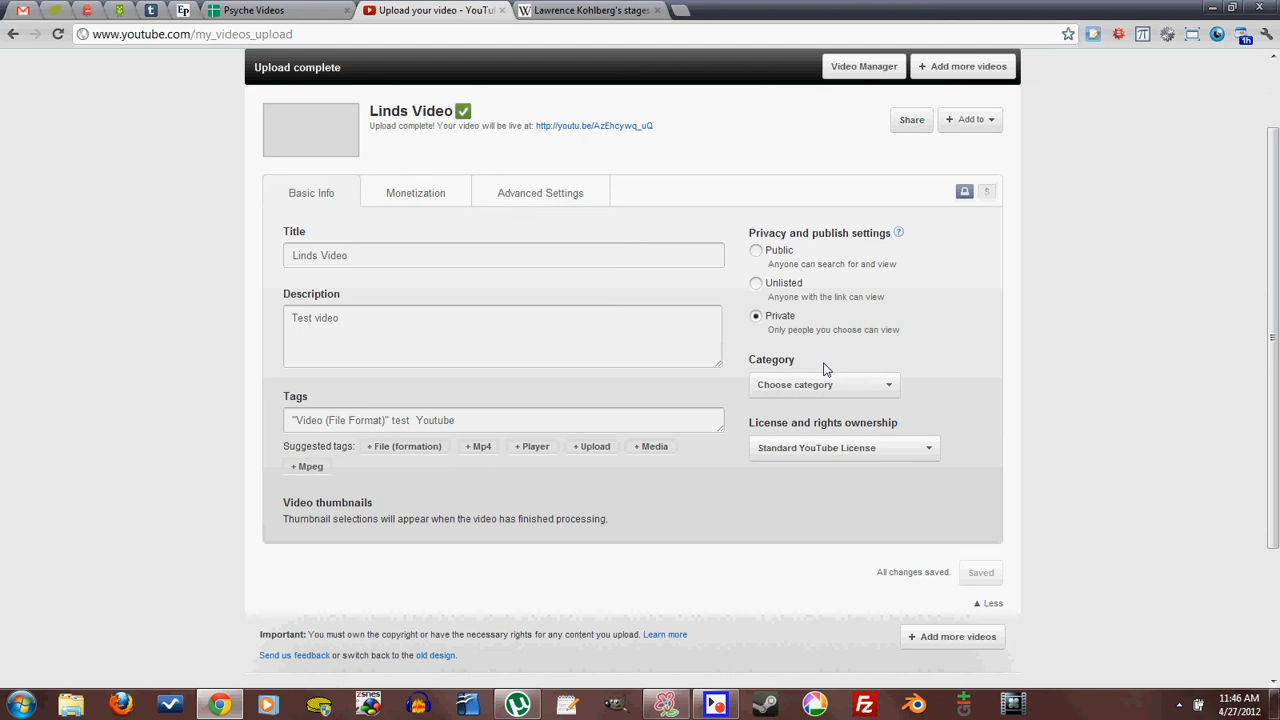 Psyche Videos
Upload your video - YouTu
Lawrence Kohlberg's stages
www.youtube.com/my_videos_upload
1h
Upload complete
Video Manager
+ Add more videos
Linds Video
Upload complete! Your video will be live at: http://youtu.be/AzEhcywq_uQ
Share
+ Add to
Basic Info
Monetization
Advanced Settings
S
Title
Linds Video
Description
Test video
Tags
"Video (File Format)" test Youtube
Suggested tags: + File (formation) + Mp4 + Player + Upload + Media
+ Mpeg
Video thumbnails
Thumbnail selections will appear when the video has finished processing.
Privacy and publish settings ?
Public
Anyone can search for and view
Unlisted
Anyone with the link can view
Private
Only people you choose can view
Category
Choose category
License and rights ownership
Standard YouTube License
All changes saved.
Saved
Less
Important: You must own the copyright or have the necessary rights for any content you upload. Learn more
+ Add more videos
Send us feedback or switch back to the old design.
11:46 AM
4/27/2012